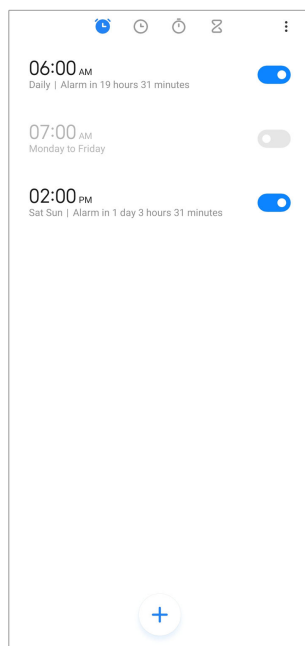 06:00 AM
Daily | Alarm in 19 hours 31 minutes
07:00 AM
Monday to Friday
02:00 PM
Sat Sun | Alarm in 1 day 3 hours 31 minutes